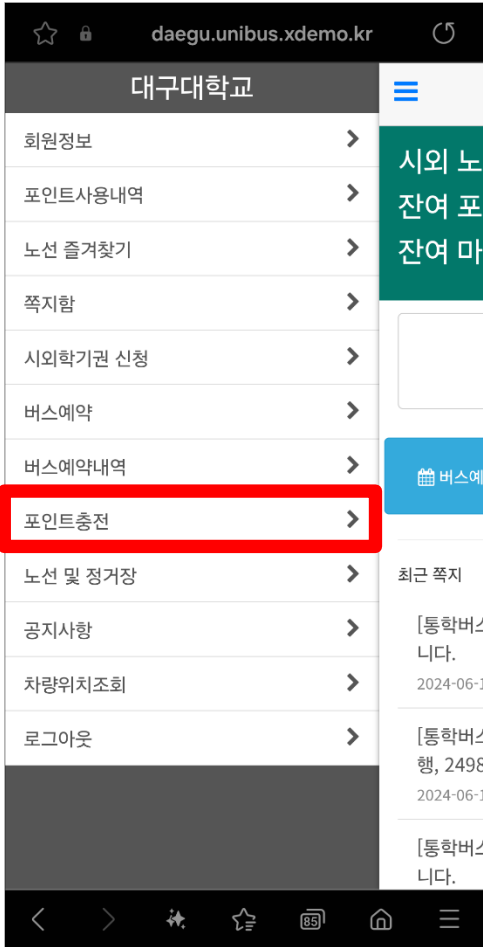 daegu.unibus.xdemo.kr
대구대학교
회원정보
포인트사용내역
노선 즐겨찾기
쪽지함
시외학기권 신청
버스예약
버스예약내역
포인트충전
노선 및 정거장
공지사항
차량위치조회
로그아웃
시외 노
잔여 포
잔여 마
버스예
최근 쪽지
[통학버스
니다.
2024-06-1
[통학버스
행, 2498
2024-06-1
[통학버스
니다.
85